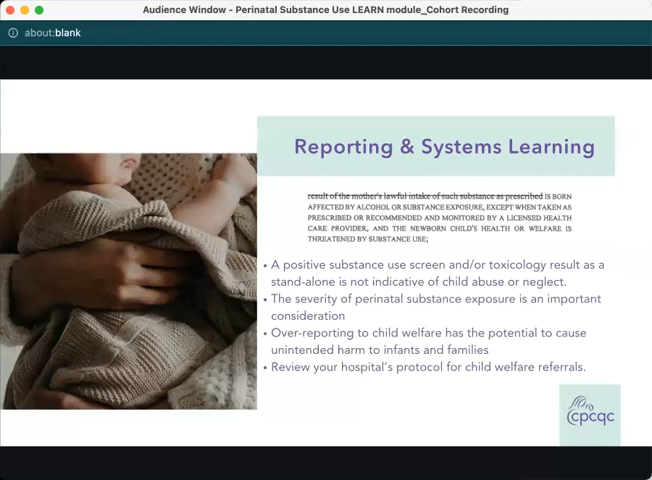 Audience Window - Perinatal Substance Use LEARN module_Cohort Recording
about:blank
Reporting & Systems Learning
result of the mother's lawful intake of such substance as prescribed IS BORN
AFFECTED BY ALCOHOL OR SUBSTANCE EXPOSURE, EXCEPT WHEN TAKEN AS
PRESCRIBED OR RECOMMENDED AND MONITORED BY A LICENSED HEALTH
CARE PROVIDER, AND THE NEWBORN CHILD'S HEALTH OR WELFARE IS
THREATENED BY SUBSTANCE USE;
• A positive substance use screen and/or toxicology result as a
stand-alone is not indicative of child abuse or neglect.
• The severity of perinatal substance exposure is an important
consideration
• Over-reporting to child welfare has the potential to cause
unintended harm to infants and families
• Review your hospital's protocol for child welfare referrals.
cpcqc